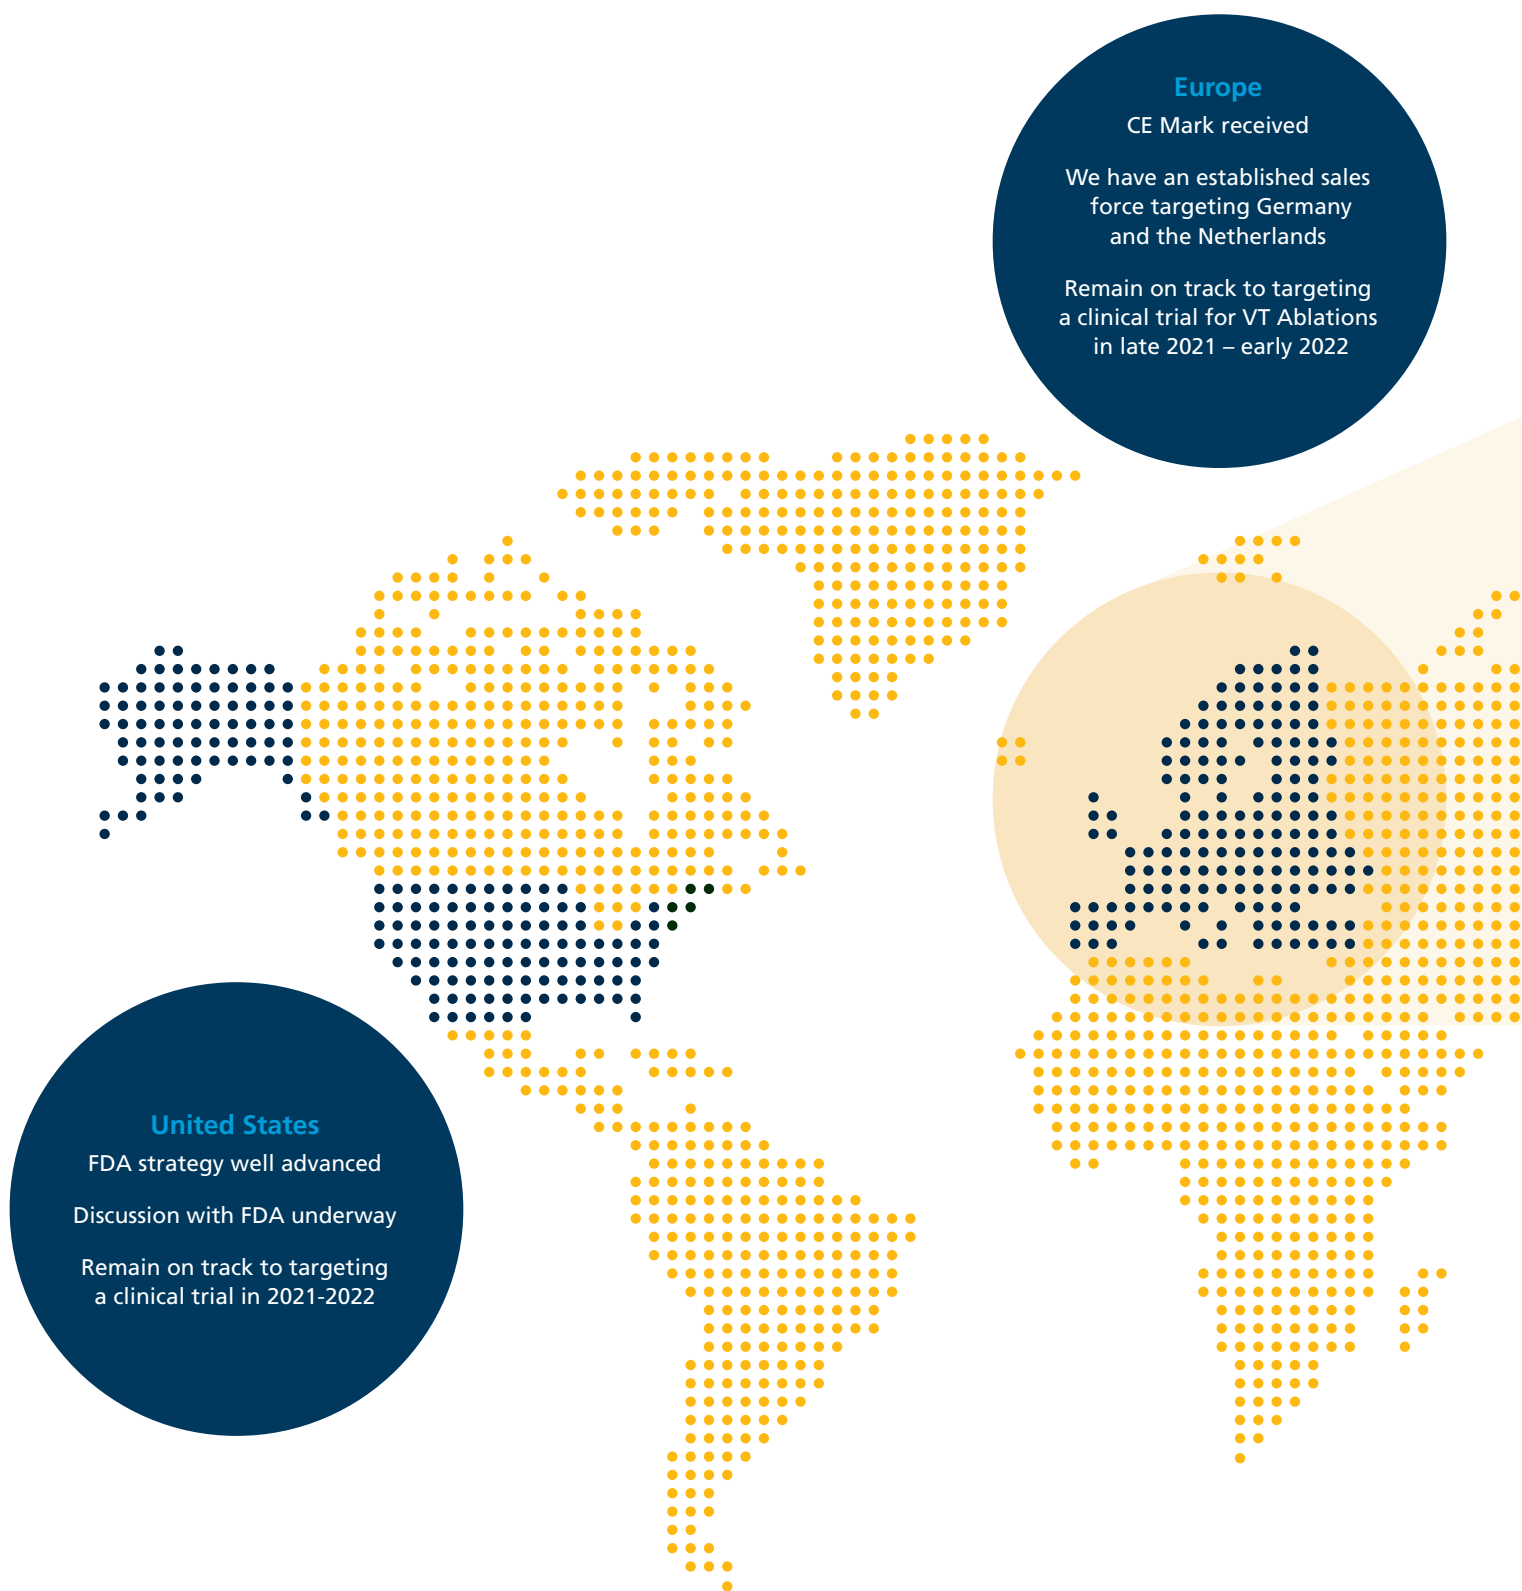 Europe
CE Mark received
We have an established sales
force targeting Germany
and the Netherlands
Remain on track to targeting
a clinical trial for VT Ablations
in late 2021 – early 2022
United States
FDA strategy well advanced
Discussion with FDA underway
Remain on track to targeting
a clinical trial in 2021-2022